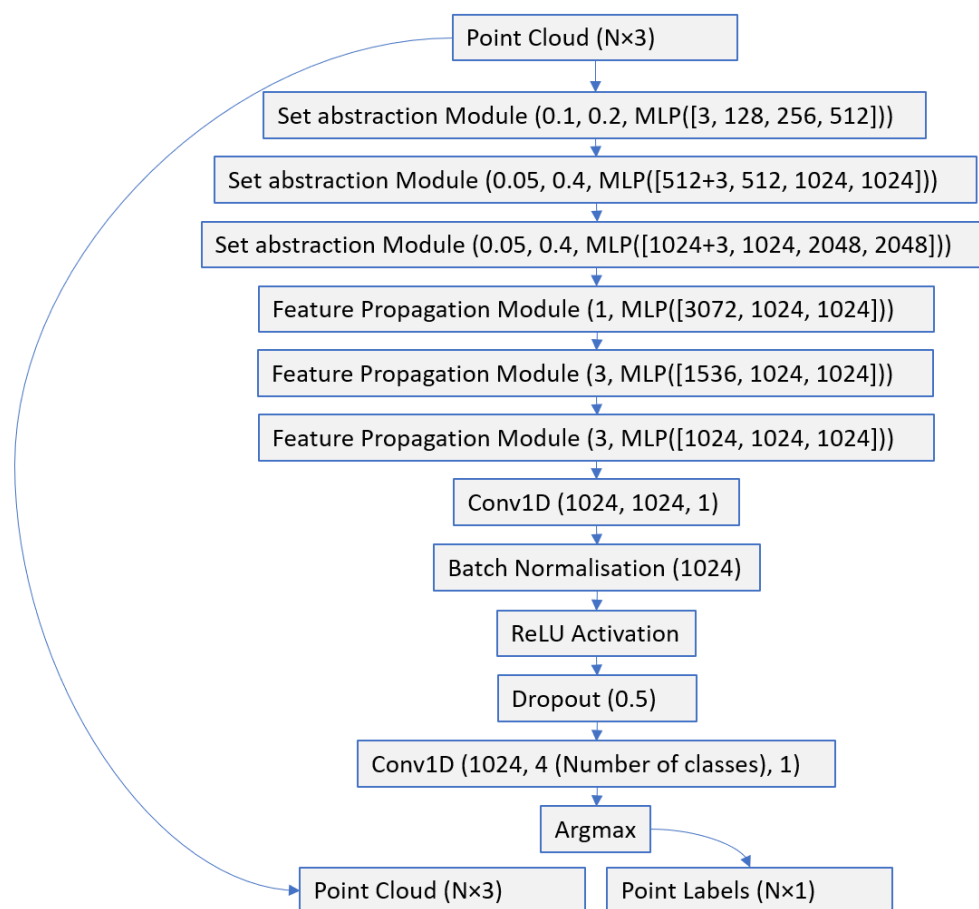 Point Cloud (N×3)
Set abstraction Module (0.1, 0.2, MLP([3, 128, 256, 512]))
Set abstraction Module (0.05, 0.4, MLP([512+3, 512, 1024, 1024]))
Set abstraction Module (0.05, 0.4, MLP([1024+3, 1024, 2048, 2048]))
Feature Propagation Module (1, MLP([3072, 1024, 1024]))
Feature Propagation Module (3, MLP([1536, 1024, 1024]))
Feature Propagation Module (3, MLP([1024, 1024, 1024]))
Conv1D (1024, 1024, 1)
Batch Normalisation (1024)
ReLU Activation
Dropout (0.5)
Conv1D (1024, 4 (Number of classes), 1)
Argmax
Point Cloud (N×3)
Point Labels (N×1)